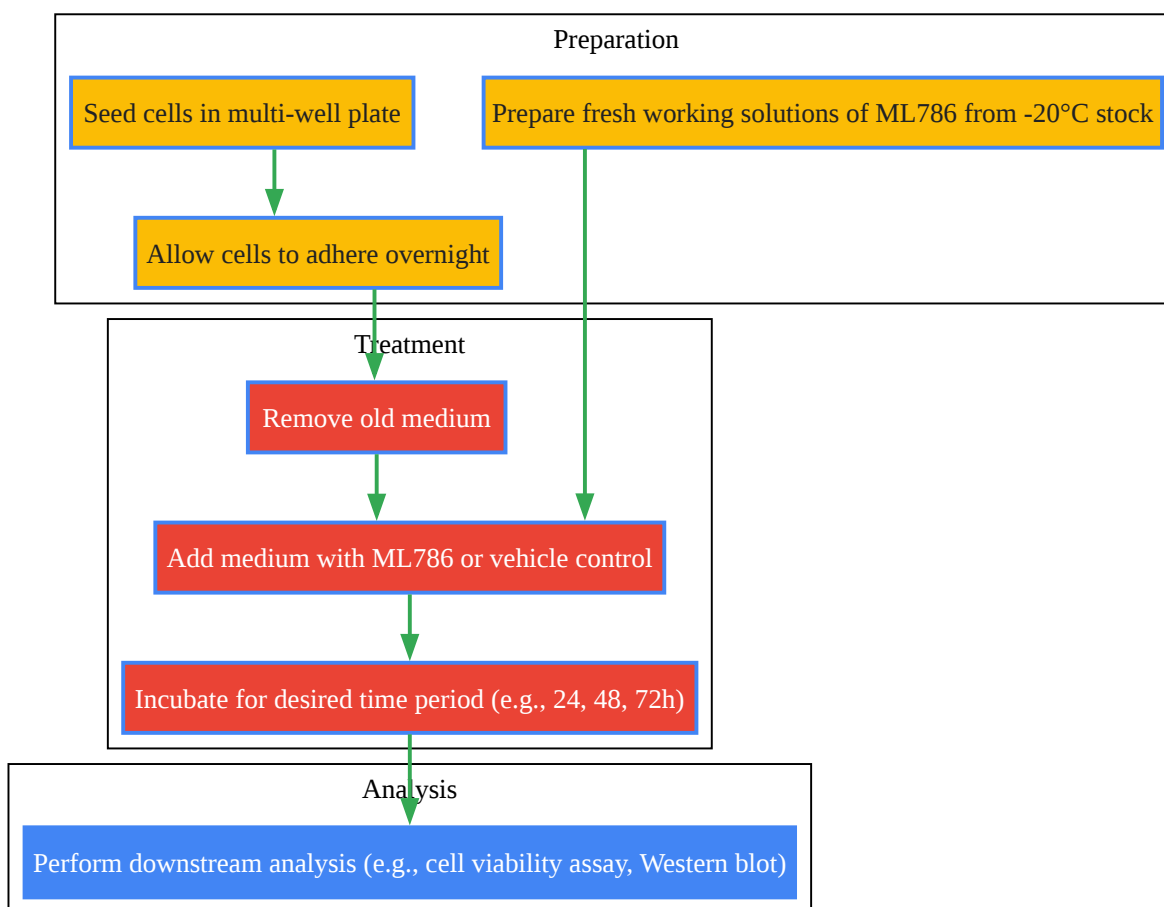 Preparation
Seed cells in multi-well plate
Prepare fresh working solutions of ML786 from -20°C stock
Allow cells to adhere overnight
Treatment
Remove old medium
Add medium with ML786 or vehicle control
Incubate for desired time period (e.g., 24, 48, 72h)
Analysis
Perform downstream analysis (e.g., cell viability assay, Western blot)